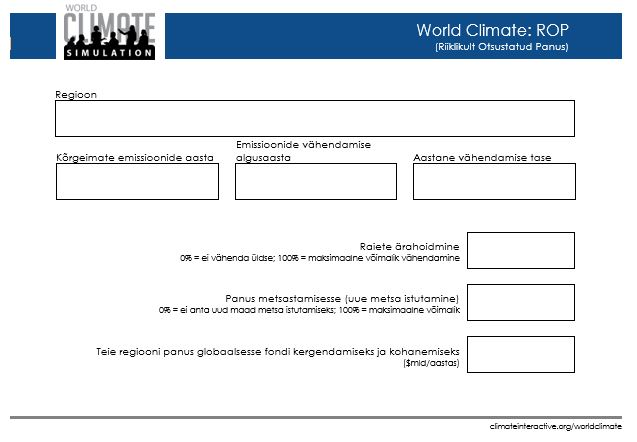 WORLD
CLIMATE
SIMULATION
World Climate: ROP
(Riiklikult Otsustatud Panus)
Regioon
Kõrgeimate emissioonide aasta
Emissioonide vähendamise
algusaasta
Aastane vähendamise tase
Raiete ärahoidmine
0% = ei vähenda üldse; 100% = maksimaalne võimalik vähendamine
Panus metsastamisesse (uue metsa istutamine)
0% = ei anta uud maad metsa istutamiseks; 100% = maksimaalne võimalik
Teie regiooni panus globaalsesse fondi kergendamiseks ja kohanemiseks
($mld/aastas)
climateinteractive.org/worldclimate